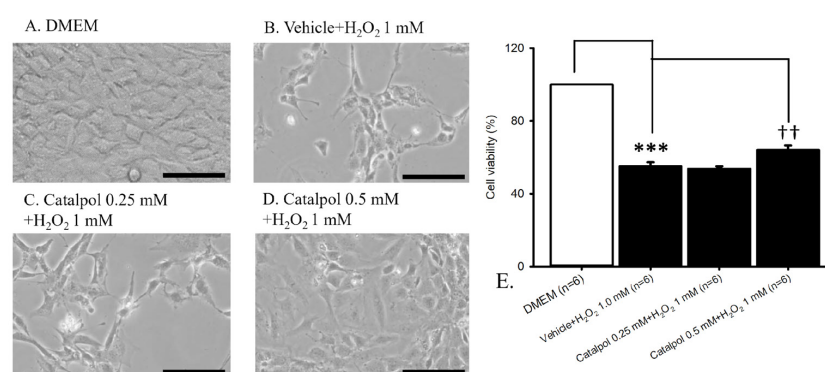 A. DMEM
B. Vehicle+H₂O₂ 1 mM
C. Catalpol 0.25 mM
+H₂O₂ 1 mM
D. Catalpol 0.5 mM
+H₂O₂ 1 mM
E.
Cell viability (%)
120
80
40
0
***
††
DMEM (n=6)
Vehicle+H₂O₂ 1.0 mM (n=6)
Catalpol 0.25 mM+H₂O₂ 1 mM (n=6)
Catalpol 0.5 mM+H₂O₂ 1 mM (n=6)